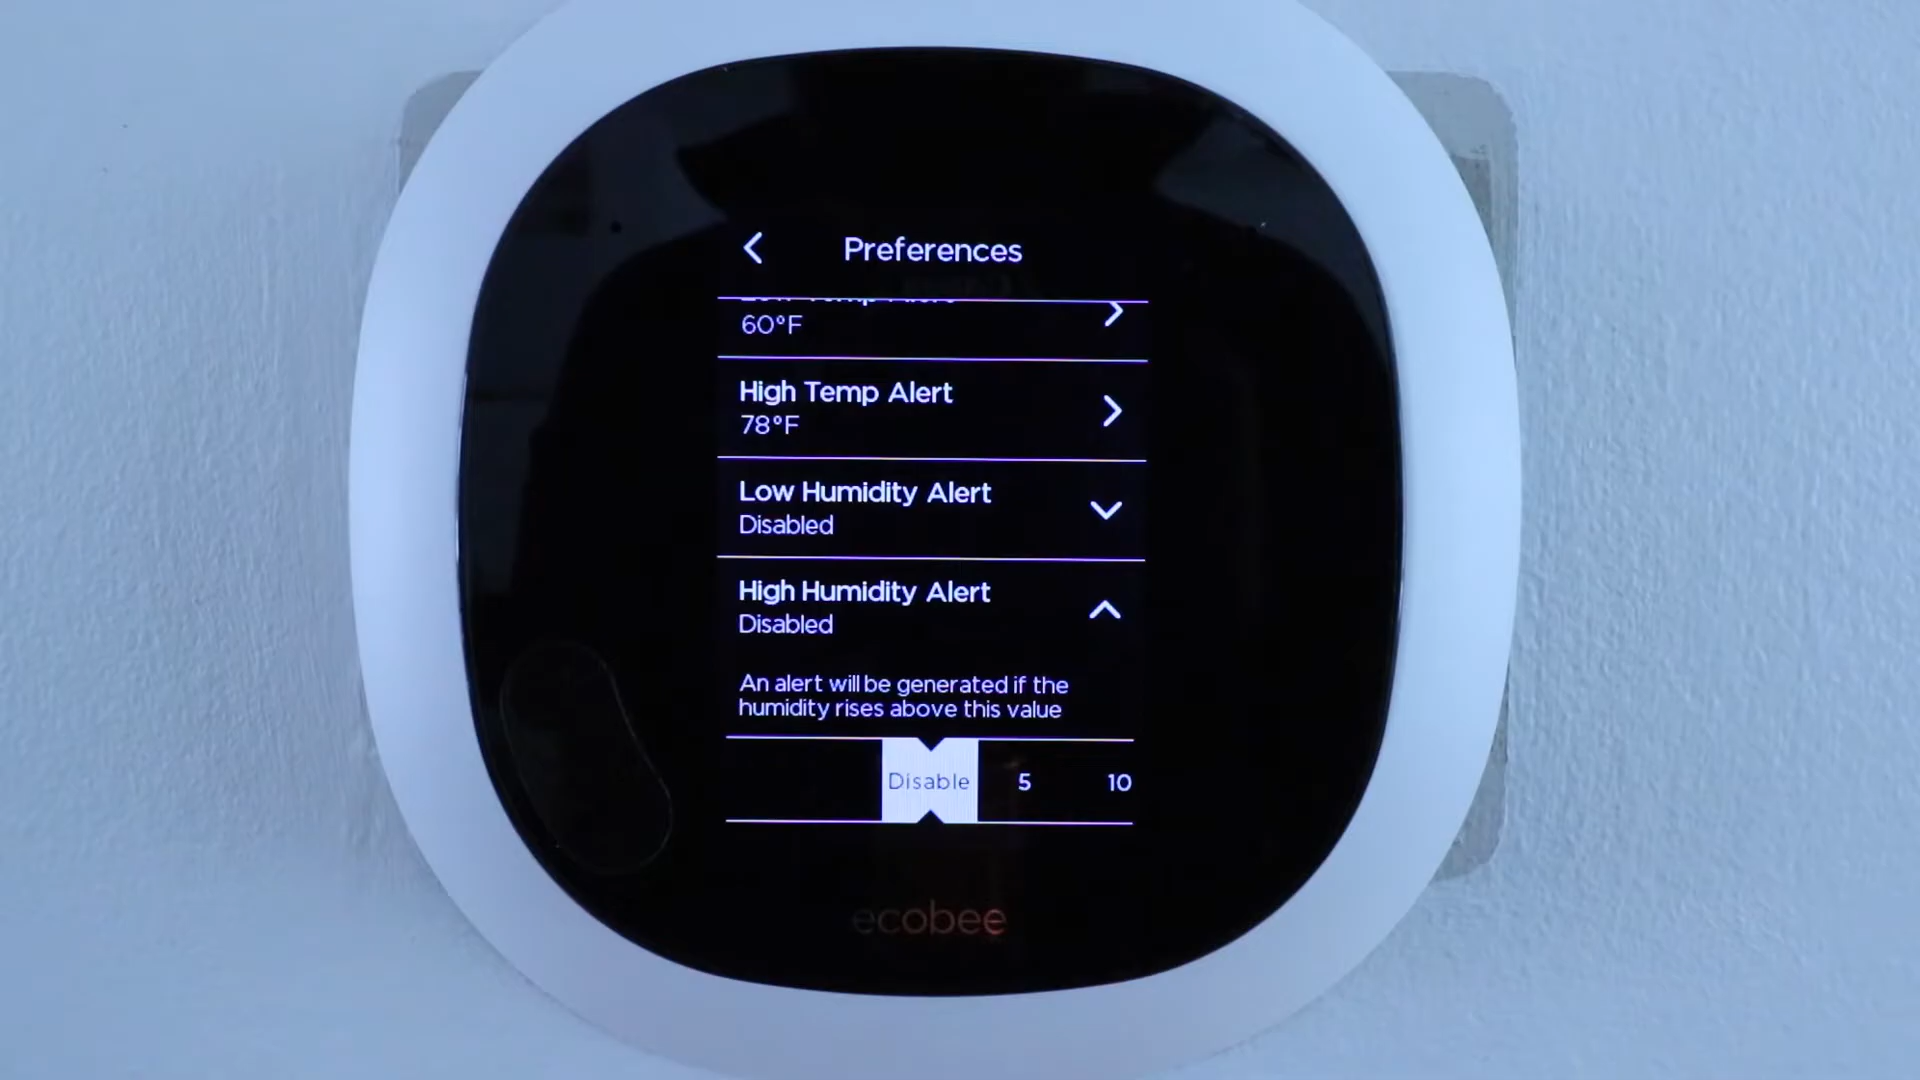 Preferences
60°F
High Temp Alert
78°F
Low Humidity Alert
Disabled
High Humidity Alert
Disabled
An alert will be generated if the
humidity rises above this value
Disable 5 10
ecobee